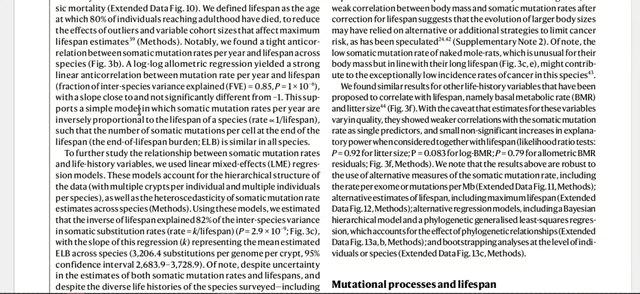 sic mortality (Extended Data Fig. 10). We defined lifespan as the age
at which 80% of individuals reaching adulthood have died, to reduce
the effects of outliers and variable cohort sizes that affect maximum
lifespan estimates³⁹ (Methods). Notably, we found a tight anticor-
relation between somatic mutation rates per year and lifespan across
species (Fig. 3b). A log-log allometric regression yielded a strong
linear anticorrelation between mutation rate per year and lifespan
(fraction of inter-species variance explained (FVE) = 0.85, P = 1 × 10⁻⁶),
with a slope close to and not significantly different from −1. This sup-
ports a simple model in which somatic mutation rates per year are
inversely proportional to the lifespan of a species (rate ∝ 1/lifespan),
such that the number of somatic mutations per cell at the end of the
lifespan (the end-of-lifespan burden; ELB) is similar in all species.
To further study the relationship between somatic mutation rates
and life-history variables, we used linear mixed-effects (LME) regres-
sion models. These models account for the hierarchical structure of
the data (with multiple crypts per individual and multiple individuals
per species), as well as the heteroscedasticity of somatic mutation rate
estimates across species (Methods). Using these models, we estimated
that the inverse of lifespan explained 82% of the inter-species variance
in somatic substitution rates (rate = k/lifespan) (P = 2.9 × 10⁻⁹; Fig. 3c),
with the slope of this regression (k) representing the mean estimated
ELB across species (3,206.4 substitutions per genome per crypt, 95%
confidence interval 2,683.9–3,728.9). Of note, despite uncertainty
in the estimates of both somatic mutation rates and lifespans, and
despite the diverse life histories of the species surveyed—including
weak correlation between body mass and somatic mutation rates after
correction for lifespan suggests that the evolution of larger body sizes
may have relied on alternative or additional strategies to limit cancer
risk, as has been speculated²⁴,⁴² (Supplementary Note 2). Of note, the
low somatic mutation rate of naked mole-rats, which is unusual for their
body mass but in line with their long lifespan (Fig. 3c, e), might contrib-
ute to the exceptionally low incidence rates of cancer in this species⁴³.
We found similar results for other life-history variables that have been
proposed to correlate with lifespan, namely basal metabolic rate (BMR)
and litter size⁴⁴ (Fig. 3f). With the caveat that estimates for these variables
vary in quality, they showed weaker correlations with the somatic mutation
rate as single predictors, and small non-significant increases in explana-
tory power when considered together with lifespan (likelihood ratio tests:
P = 0.92 for litter size; P = 0.083 for log-BMR; P = 0.79 for allometric BMR
residuals; Fig. 3f, Methods). We note that the results above are robust to
the use of alternative measures of the somatic mutation rate, including
the rate per exome or mutations per Mb (Extended Data Fig. 11, Methods);
alternative estimates of lifespan, including maximum lifespan (Extended
Data Fig. 12, Methods); alternative regression models, including a Bayesian
hierarchical model and a phylogenetic generalised least-squares regres-
sion, which accounts for the effect of phylogenetic relationships (Extended
Data Fig. 13a, b, Methods); and bootstrapping analyses at the level of indi-
viduals or species (Extended Data Fig. 13c, Methods).
Mutational processes and lifespan